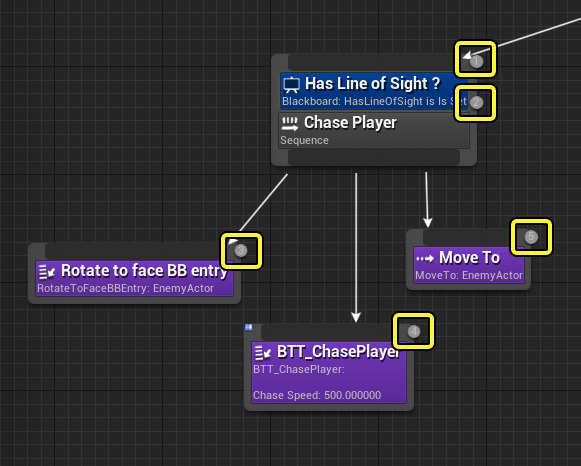 1
Has Line of Sight ?
Blackboard: HasLineOfSight is Is Set
2
Chase Player
Sequence
3
Rotate to face BB entry
RotateToFaceBBEntry: EnemyActor
5
Move To
MoveTo: EnemyActor
4
BTT_ChasePlayer
BTT_ChasePlayer:
Chase Speed: 500.000000